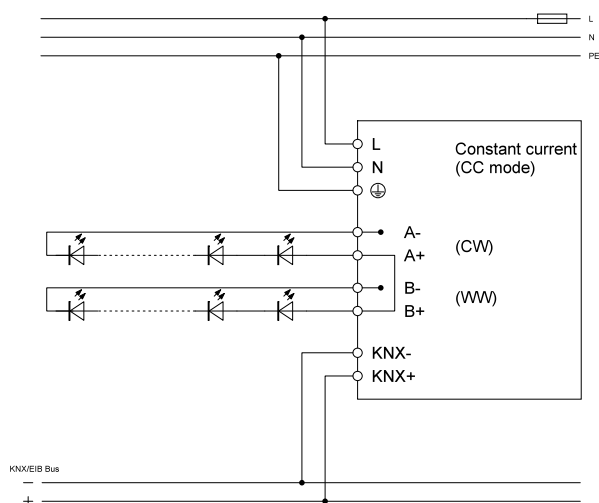 L
N
PE
L
Constant current
N
(CC mode)
A-
(CW)
A+
B-
(WW)
B+
KNX-
KNX+
KNX/EIB Bus
−
+